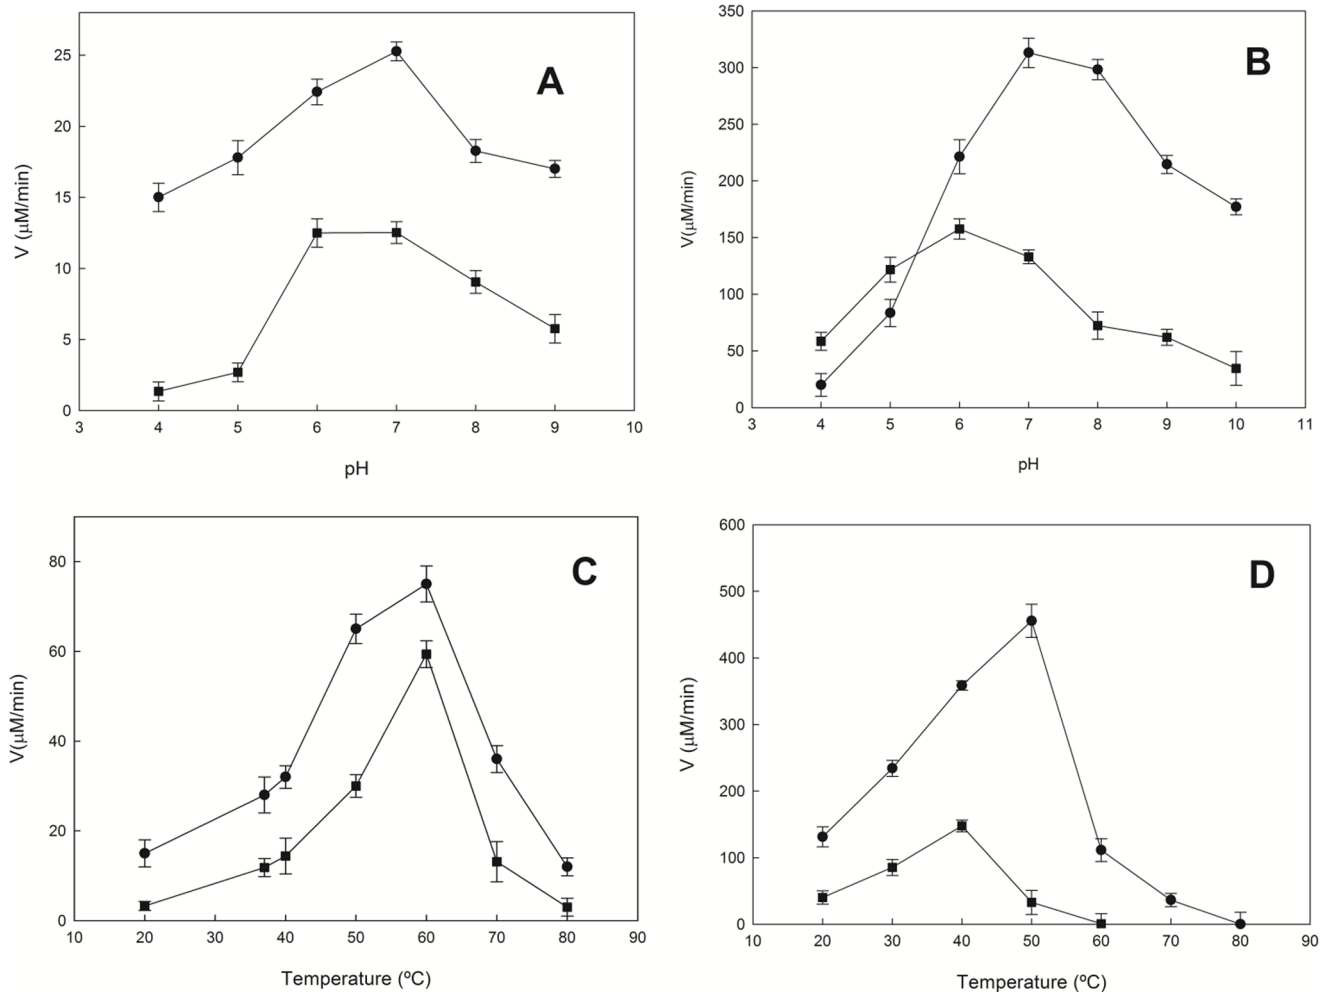 A
25
20
15
10
5
0
V (μM/min)
3 4 5 6 7 8 9 10
pH
B
350
300
250
200
150
100
50
0
V(μM/min)
3 4 5 6 7 8 9 10 11
pH
C
80
60
40
20
0
V(μM/min)
10 20 30 40 50 60 70 80 90
Temperature (ºC)
D
600
500
400
300
200
100
0
V (μM/min)
10 20 30 40 50 60 70 80 90
Temperature (ºC)